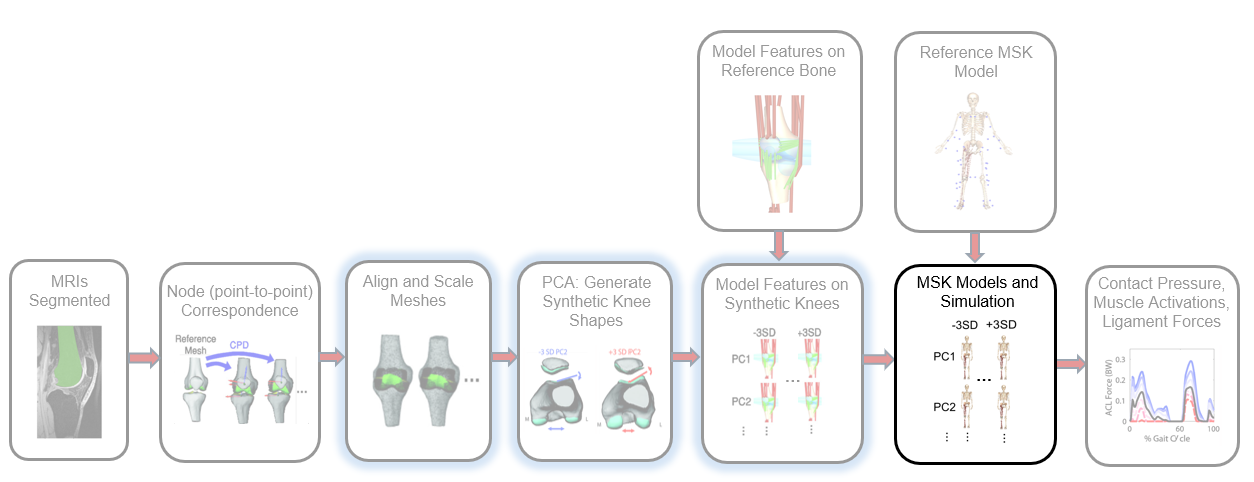 Model Features on
Reference Bone
Reference MSK
Model
MRIs
Segmented
Node (point-to-point)
Correspondence
Reference
Mesh
CPD
...
Align and Scale
Meshes
...
PCA: Generate
Synthetic Knee
Shapes
-3 SD PC2
+3 SD PC2
M
L
M
L
Model Features on
Synthetic Knees
-3SD
+3SD
PC1
...
PC2
MSK Models and
Simulation
-3SD +3SD
PC1
...
PC2
Contact Pressure,
Muscle Activations,
Ligament Forces
ACL Force (BW)
0.3
0.2
0.1
0
0
50
100
% Gait Cycle